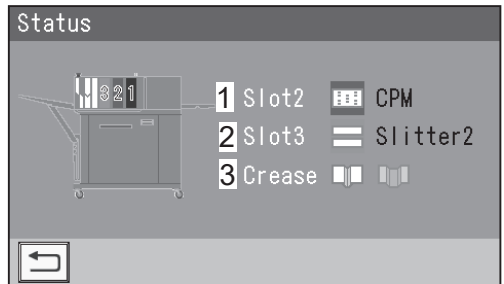 Status
321
1 Slot2 CPM
2 Slot3 Slitter2
3 Crease